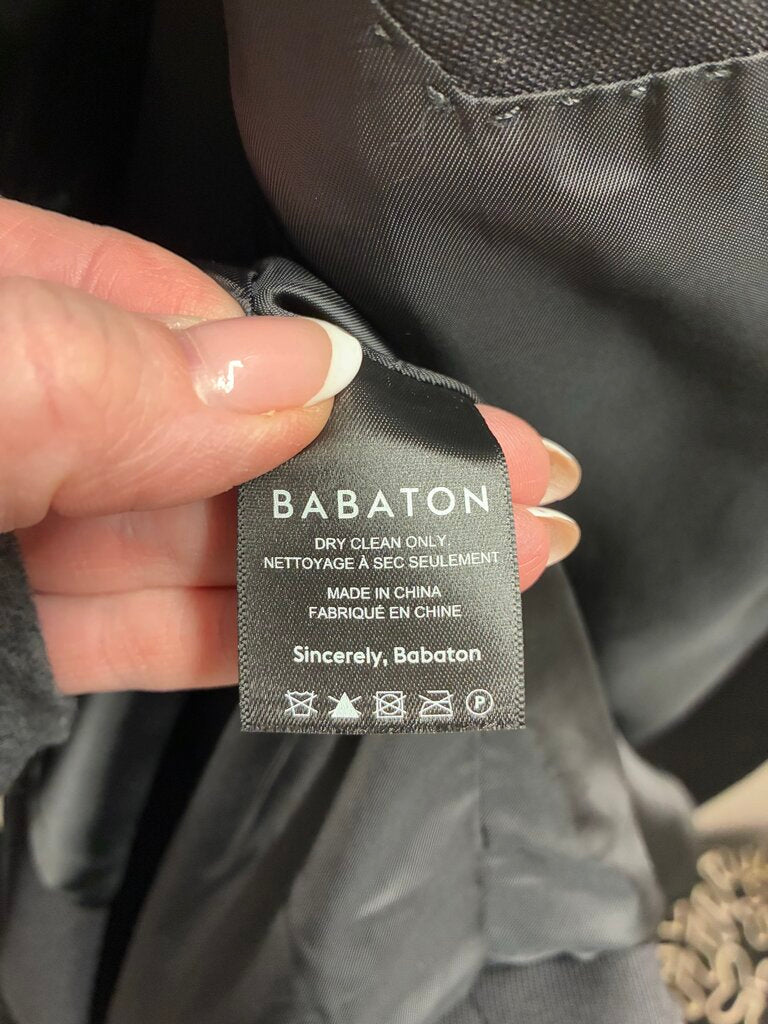 BABATON
DRY CLEAN ONLY.
NETTOYAGE À SEC SEULEMENT
MADE IN CHINA
FABRIQUÉ EN CHINE
Sincerely, Babaton
P